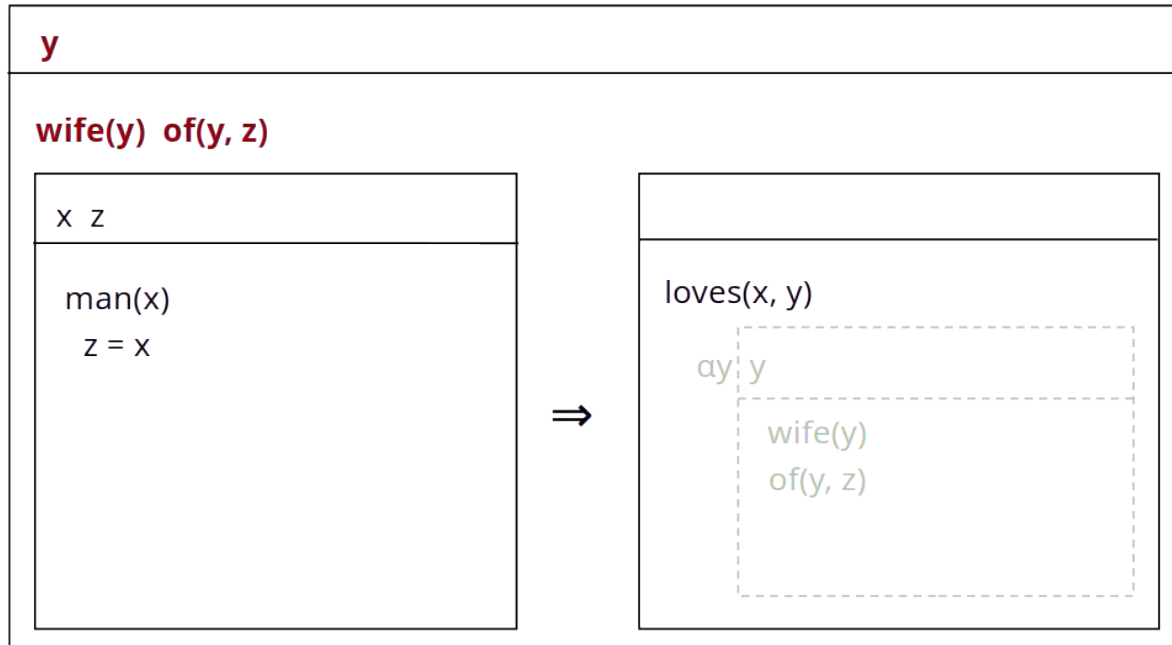 y
wife(y) of(y, z)
x z
man(x)
z = x
⇒
loves(x, y)
αy y
wife(y)
of(y, z)